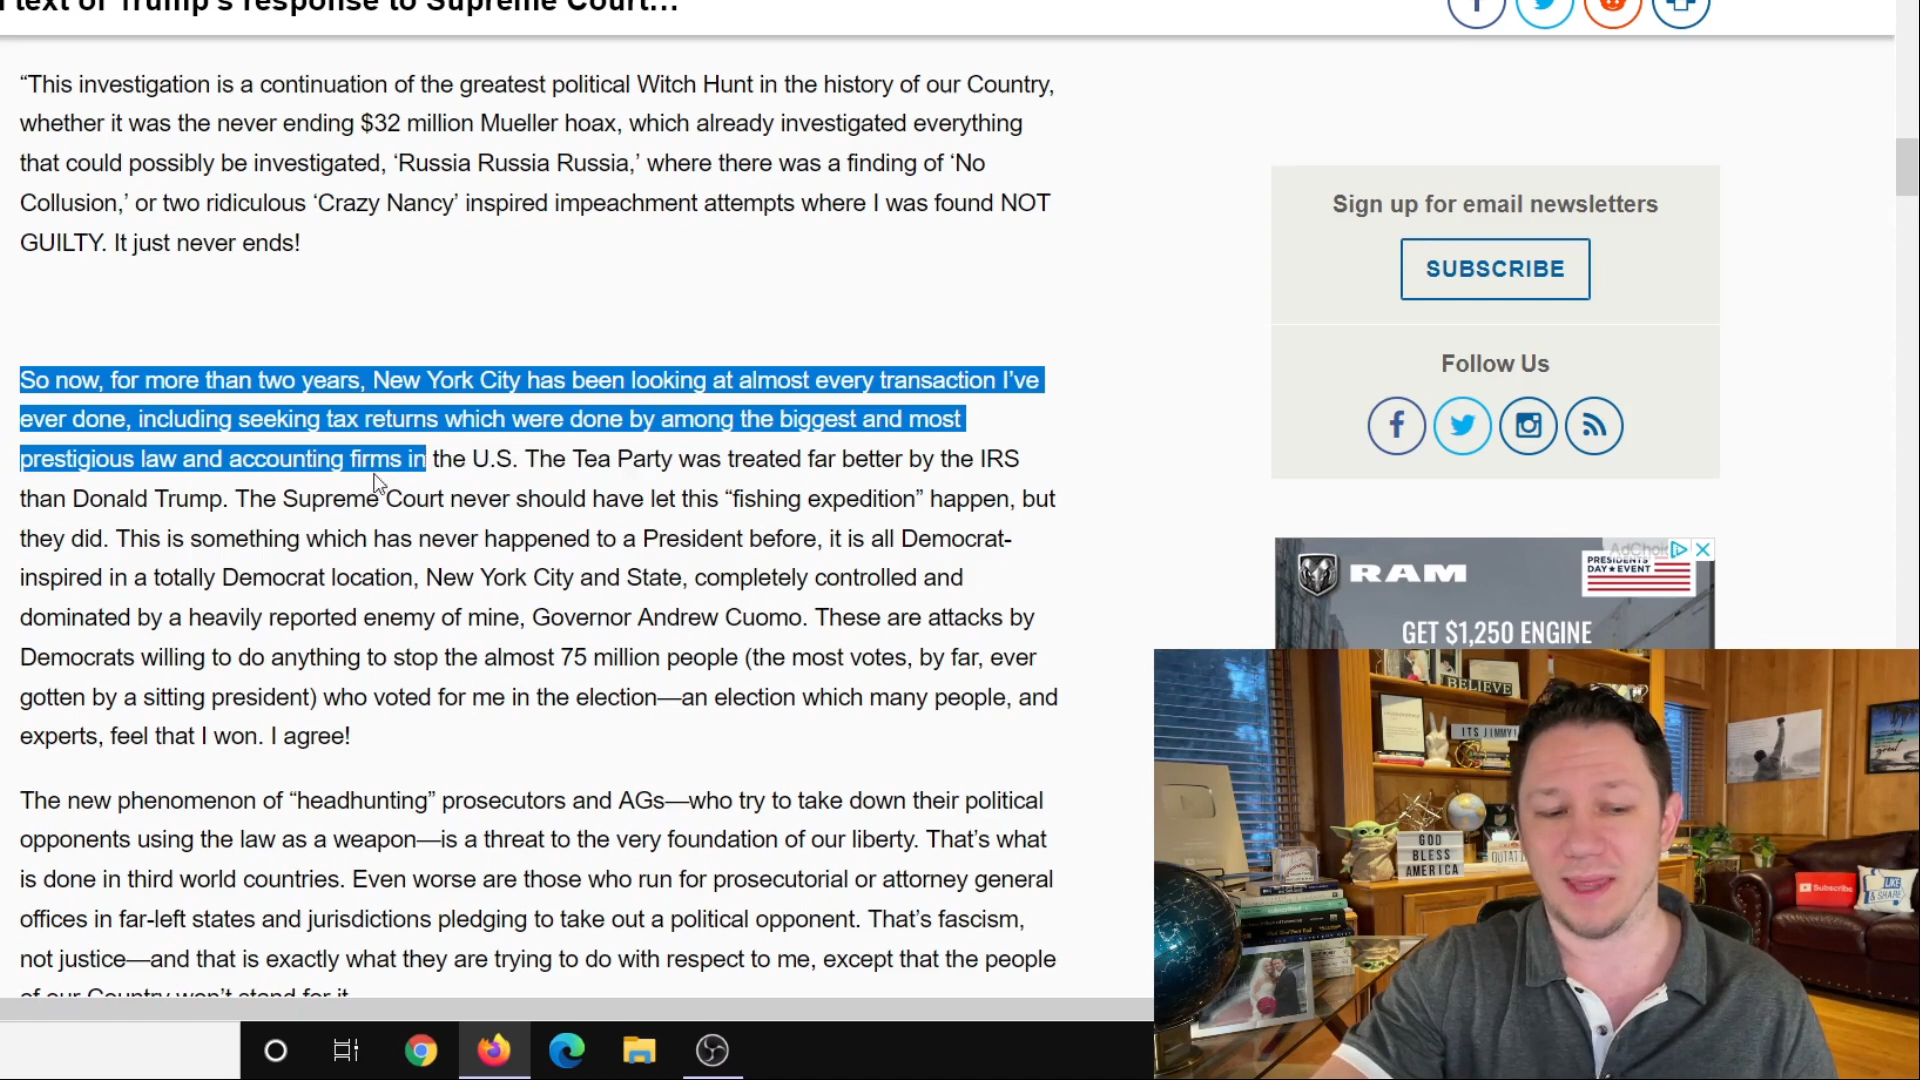 text of Trump's response to Supreme Court...
“This investigation is a continuation of the greatest political Witch Hunt in the history of our Country,
whether it was the never ending $32 million Mueller hoax, which already investigated everything
that could possibly be investigated, ‘Russia Russia Russia,’ where there was a finding of ‘No
Collusion,’ or two ridiculous ‘Crazy Nancy’ inspired impeachment attempts where I was found NOT
GUILTY. It just never ends!
So now, for more than two years, New York City has been looking at almost every transaction I’ve
ever done, including seeking tax returns which were done by among the biggest and most
prestigious law and accounting firms in the U.S. The Tea Party was treated far better by the IRS
than Donald Trump. The Supreme Court never should have let this “fishing expedition” happen, but
they did. This is something which has never happened to a President before, it is all Democrat-
inspired in a totally Democrat location, New York City and State, completely controlled and
dominated by a heavily reported enemy of mine, Governor Andrew Cuomo. These are attacks by
Democrats willing to do anything to stop the almost 75 million people (the most votes, by far, ever
gotten by a sitting president) who voted for me in the election—an election which many people, and
experts, feel that I won. I agree!
The new phenomenon of “headhunting” prosecutors and AGs—who try to take down their political
opponents using the law as a weapon—is a threat to the very foundation of our liberty. That’s what
is done in third world countries. Even worse are those who run for prosecutorial or attorney general
offices in far-left states and jurisdictions pledging to take out a political opponent. That’s fascism,
not justice—and that is exactly what they are trying to do with respect to me, except that the people
of our Country won’t stand for it.
Sign up for email newsletters
SUBSCRIBE
Follow Us
AdChoi
RAM
PRESIDENTS
DAY★EVENT
GET $1,250 ENGINE
BELIEVE
ITS JIMMY!
GOD
BLESS
AMERICA
great
Subscribe
LIKE
& SHARE